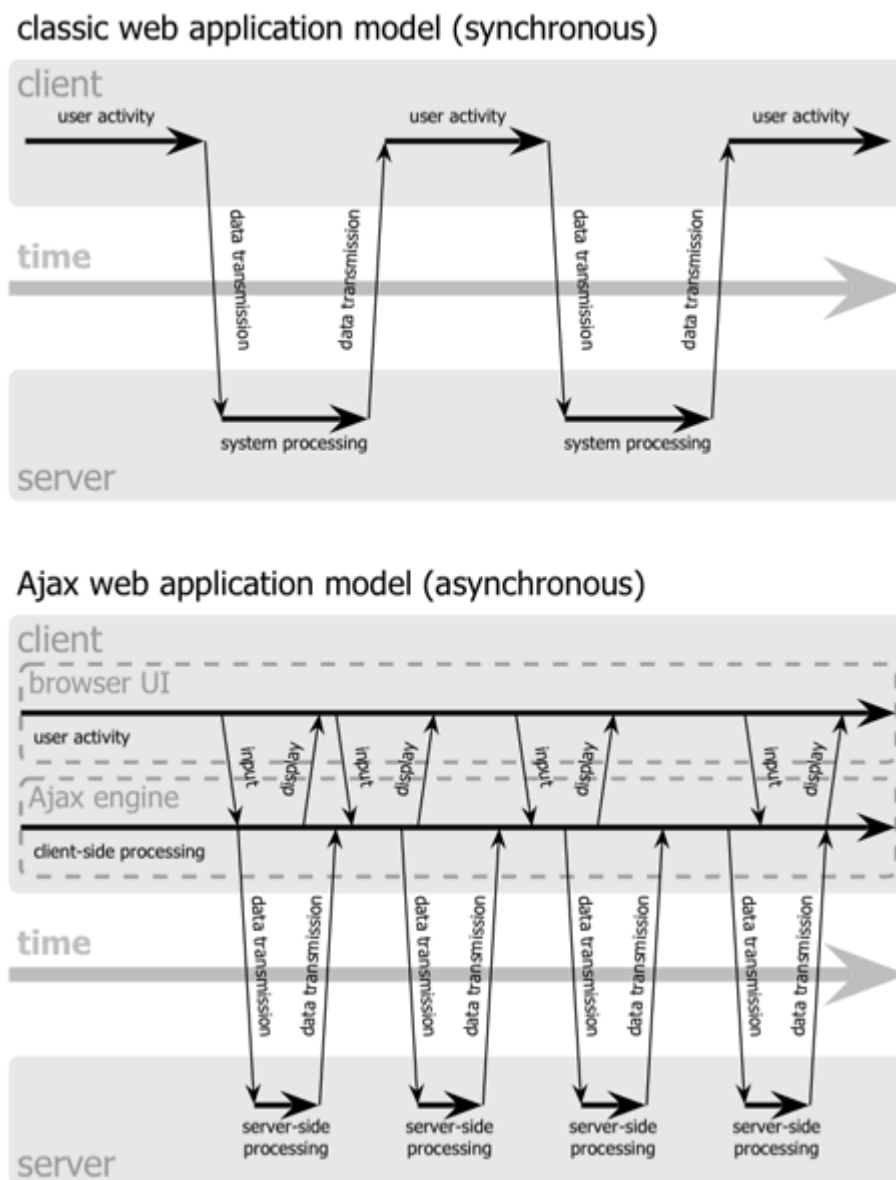 classic web application model (synchronous)
client
user activity
user activity
user activity
data transmission
data transmission
data transmission
data transmission
time
system processing
system processing
server
Ajax web application model (asynchronous)
client
browser UI
user activity
input
display
input
display
input
display
input
display
Ajax engine
client-side processing
data transmission
data transmission
data transmission
data transmission
data transmission
data transmission
data transmission
data transmission
time
server-side
processing
server-side
processing
server-side
processing
server-side
processing
server